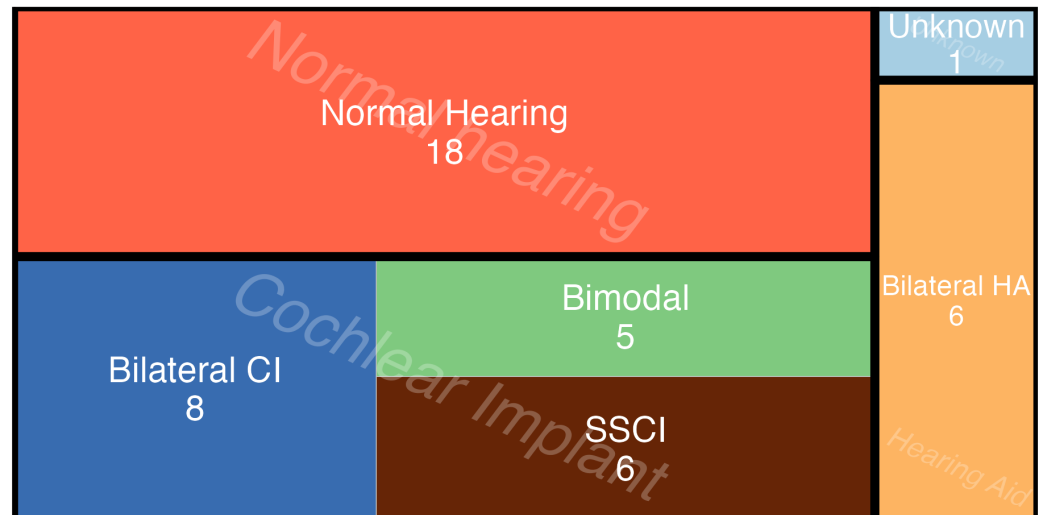 Normal hearing
Normal Hearing
18
Unknown
Unknown
1
Bilateral HA
6
Hearing Aid
Cochlear Implant
Bilateral CI
8
Bimodal
5
SSCI
6